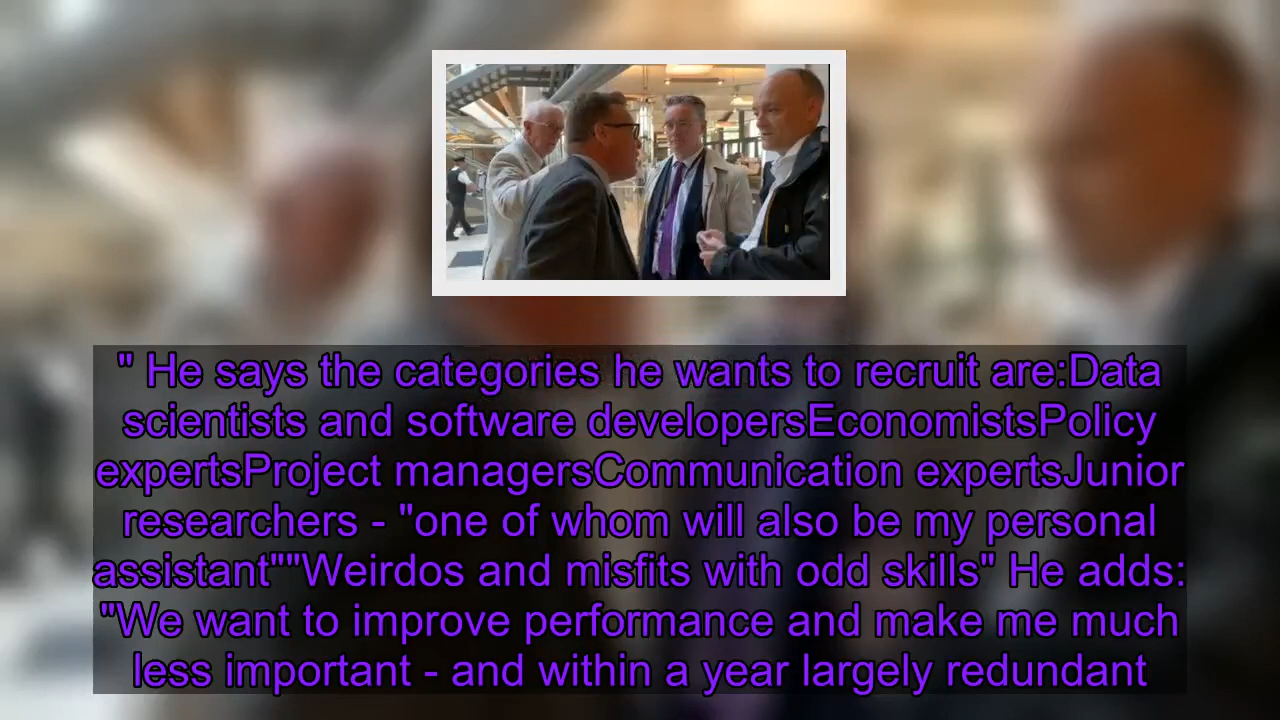 " He says the categories he wants to recruit are:Data
scientists and software developersEconomistsPolicy
expertsProject managersCommunication expertsJunior
researchers - "one of whom will also be my personal
assistant""Weirdos and misfits with odd skills" He adds:
"We want to improve performance and make me much
less important - and within a year largely redundant